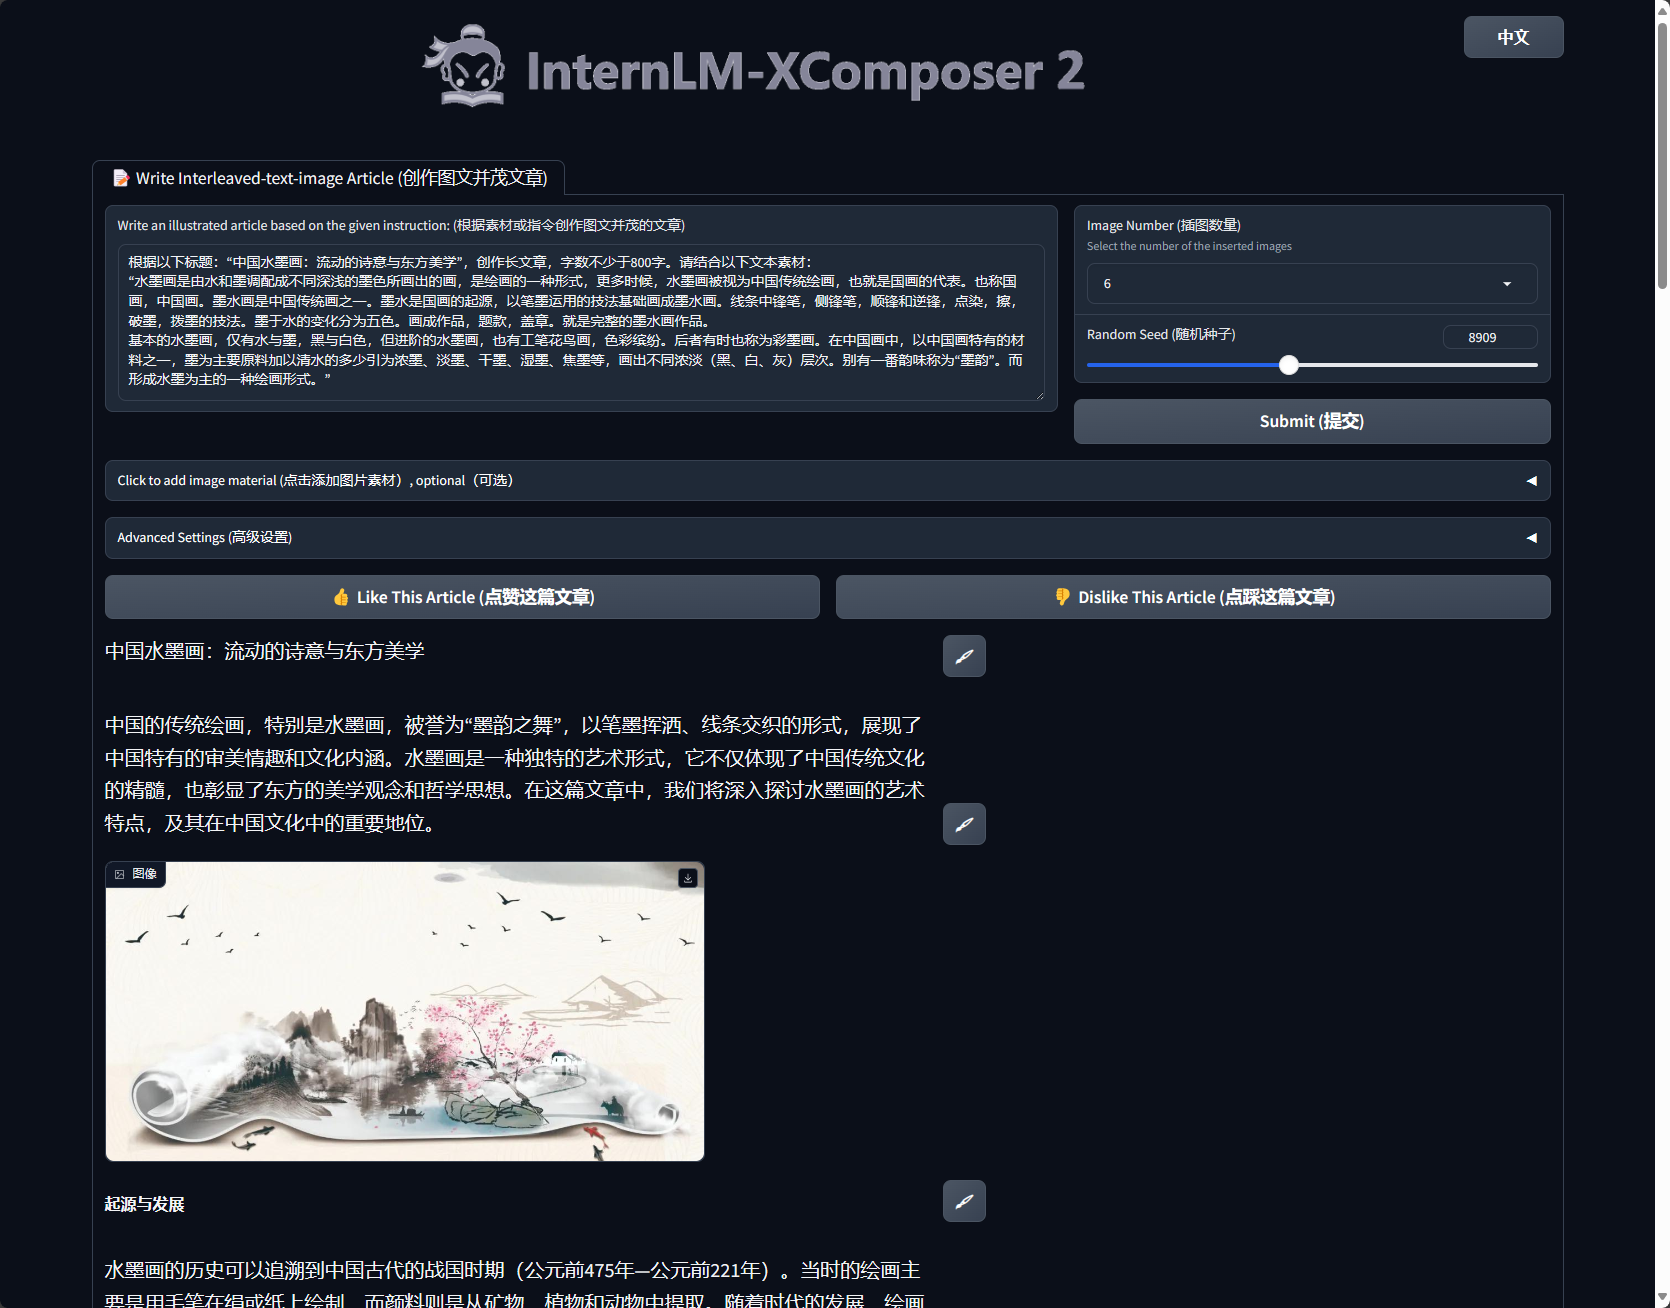 InternLM-XComposer 2
中文
Write Interleaved-text-image Article (创作图文并茂文章)
Write an illustrated article based on the given instruction: (根据素材或指令创作图文并茂的文章)
根据以下标题：“中国水墨画：流动的诗意与东方美学”，创作长文章，字数不少于800字。请结合以下文本素材：
“水墨画是由水和墨调配成不同深浅的墨色所画出的画，是绘画的一种形式，更多时候，水墨画被视为中国传统绘画，也就是国画的代表。也称国
画，中国画。墨水画是中国传统画之一。墨水是国画的起源，以笔墨运用的技法基础画成墨水画。线条中锋笔，侧锋笔，顺锋和逆锋，点染，擦，
破墨，拨墨的技法。墨于水的变化分为五色。画成作品，题款，盖章。就是完整的墨水画作品。
基本的水墨画，仅有水与墨，黑与白色，但进阶的水墨画，也有工笔花鸟画，色彩缤纷。后者有时也称为彩墨画。在中国画中，以中国画特有的材
料之一，墨为主要原料加以清水的多少引为浓墨、淡墨、干墨、湿墨、焦墨等，画出不同浓淡（黑、白、灰）层次。别有一番韵味称为“墨韵”。而
形成水墨为主的一种绘画形式。”
Image Number (插图数量)
Select the number of the inserted images
6
Random Seed (随机种子)
8909
Submit (提交)
Click to add image material (点击添加图片素材）, optional（可选）
Advanced Settings (高级设置)
Like This Article (点赞这篇文章)
Dislike This Article (点踩这篇文章)
中国水墨画：流动的诗意与东方美学
中国的传统绘画，特别是水墨画，被誉为“墨韵之舞”，以笔墨挥洒、线条交织的形式，展现了
中国特有的审美情趣和文化内涵。水墨画是一种独特的艺术形式，它不仅体现了中国传统文化
的精髓，也彰显了东方的美学观念和哲学思想。在这篇文章中，我们将深入探讨水墨画的艺术
特点，及其在中国文化中的重要地位。
图像
起源与发展
水墨画的历史可以追溯到中国古代的战国时期（公元前475年—公元前221年）。当时的绘画主
要是用毛笔在绢或纸上绘制，而颜料则是从矿物、植物和动物中提取。随着时代的发展，绘画